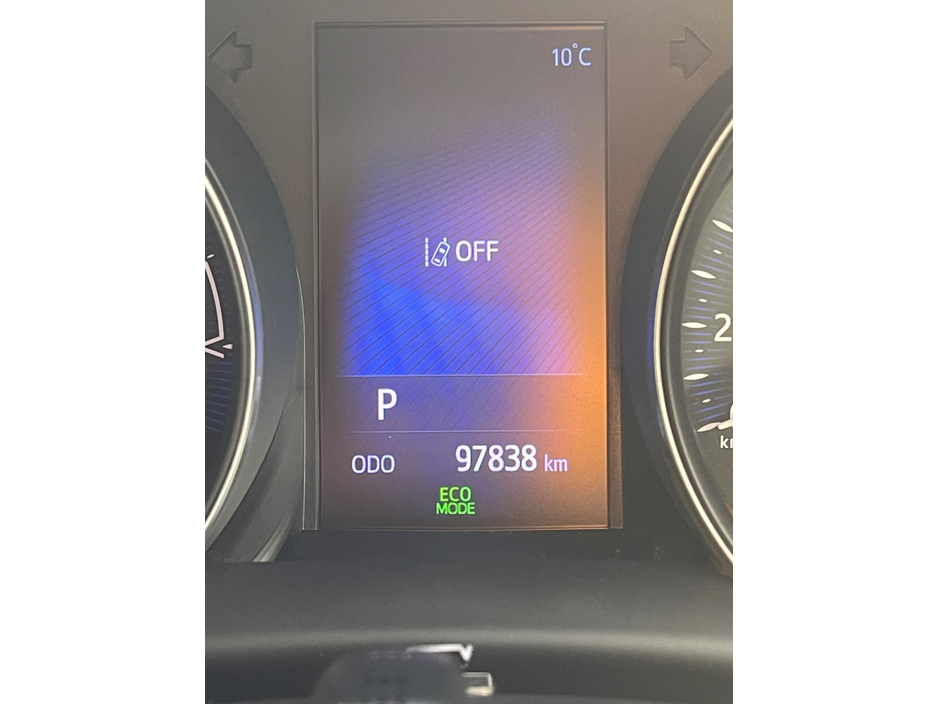 10°C
OFF
P
ODO 97838 km
ECO
MODE